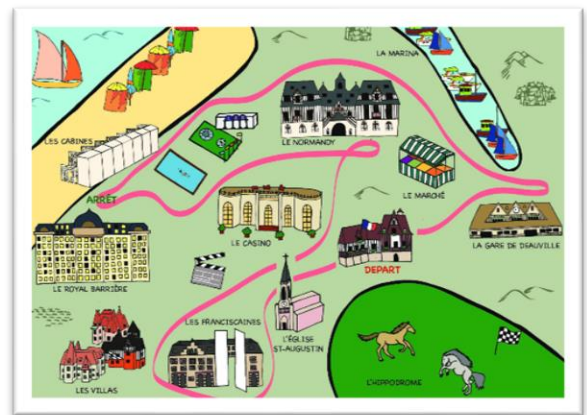 LA MARINA
LE NORMANDY
LES CABINES
ARRÊT
LE MARCHÉ
LE CASINO
LA GARE DE DEAUVILLE
DEPART
LE ROYAL BARRIÈRE
LES FRANCISCAINES
L'ÉGLISE
ST-AUGUSTIN
LES VILLAS
L'HIPPODROME